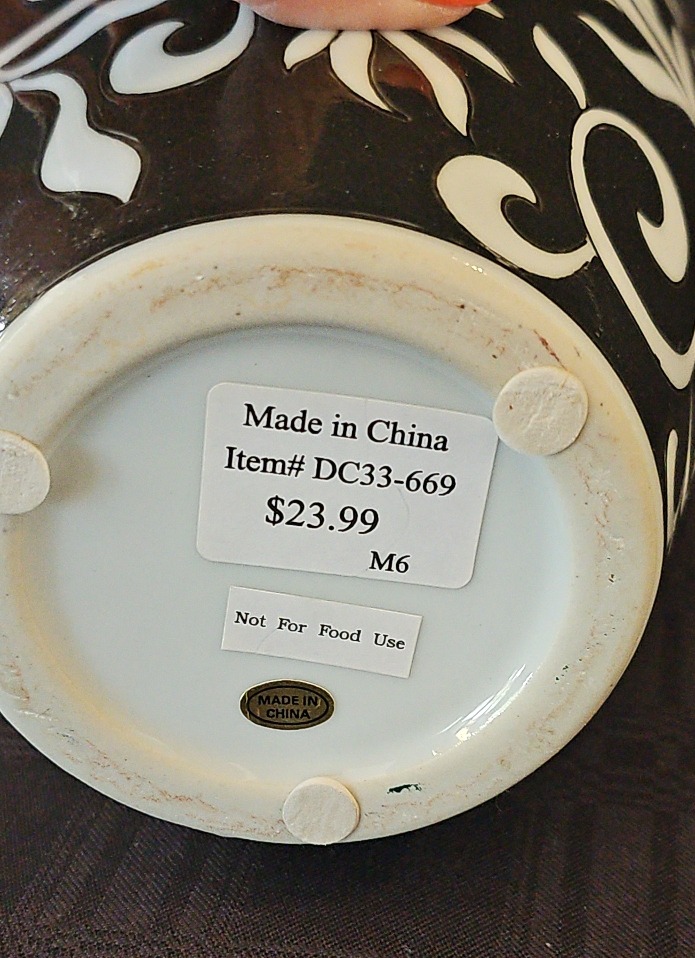 Made in China
Item# DC33-669
$23.99
M6
Not For Food Use
MADE IN
CHINA